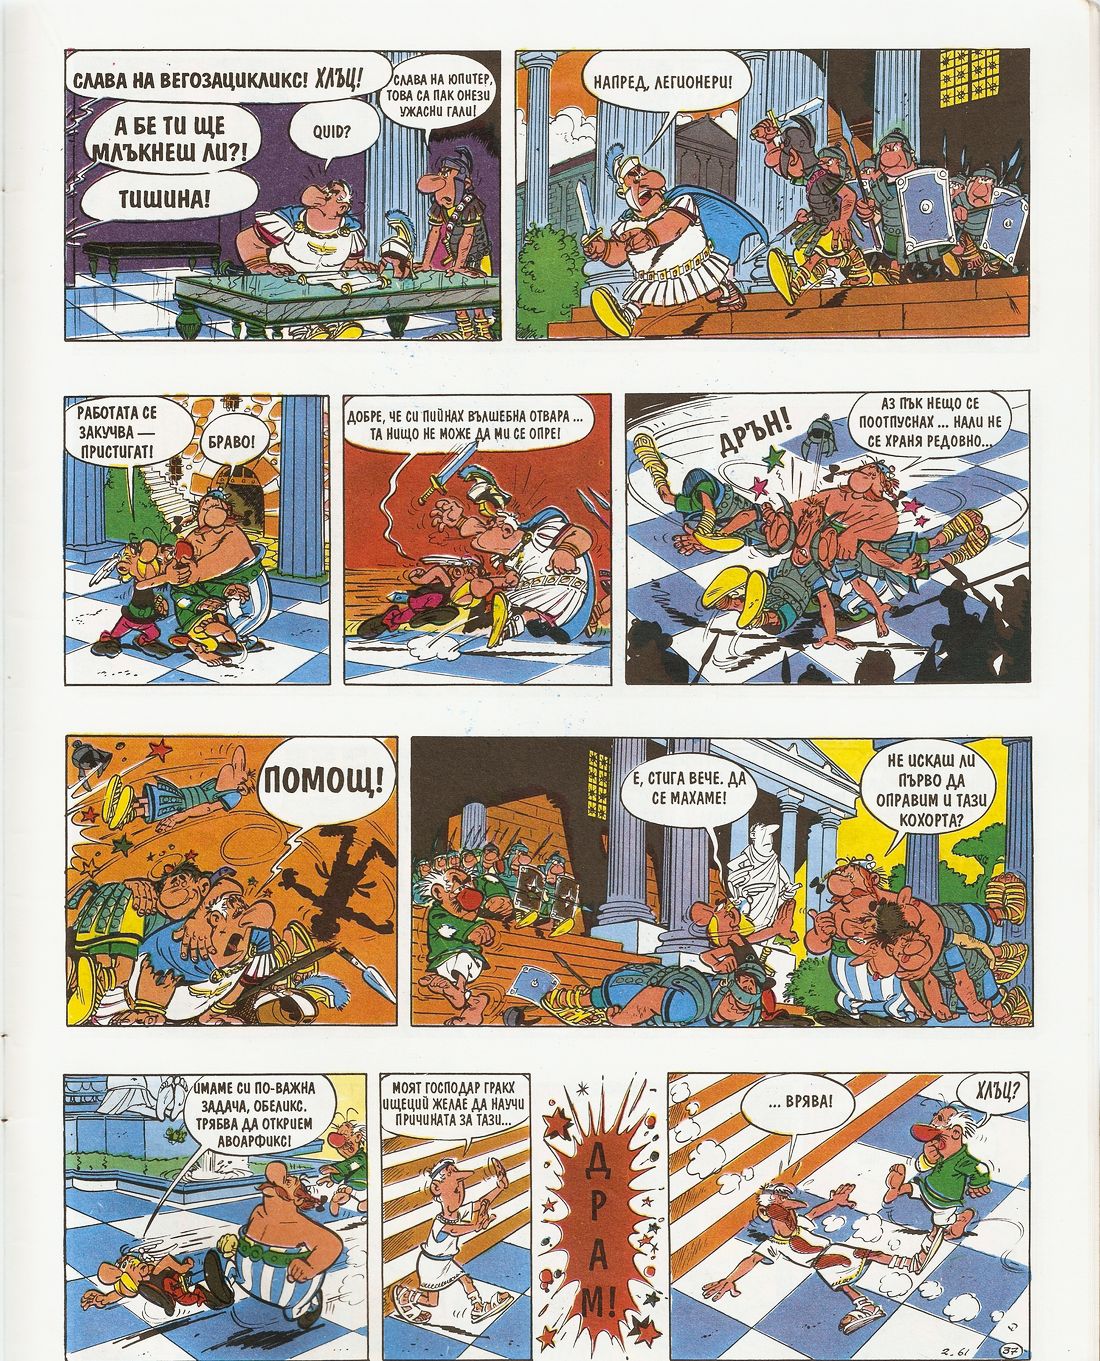 СЛАВА НА ВЕГОЗАЦИКЛИКС! ХЛЪЦ!
А БЕ ТИ ЩЕ
МЛЪКНЕШ ЛИ?!
ТИШИНА!
QUID?
СЛАВА НА ЮПИТЕР,
ТОВА СА ПАК ОНЕЗИ
УЖАСНИ ГАЛИ!
НАПРЕД, ЛЕГИОНЕРИ!
РАБОТАТА СЕ
ЗАКУЧВА —
ПРИСТИГАТ!
БРАВО!
ДОБРЕ, ЧЕ СИ ПИЙНАХ ВЪЛШЕБНА ОТВАРА ...
ТА НИЩО НЕ МОЖЕ ДА МИ СЕ ОПРЕ!
ДРЪН!
АЗ ПЪК НЕЩО СЕ
ПООТПУСНАХ ... НАЛИ НЕ
СЕ ХРАНЯ РЕДОВНО...
ПОМОЩ!
Е, СТИГА ВЕЧЕ. ДА
СЕ МАХАМЕ!
НЕ ИСКАШ ЛИ
ПЪРВО ДА
ОПРАВИМ И ТАЗИ
КОХОРТА?
ИМАМЕ СИ ПО-ВАЖНА
ЗАДАЧА, ОБЕЛИКС.
ТРЯБВА ДА ОТКРИЕМ
АВОАРФИКС!
МОЯТ ГОСПОДАР ГРАКХ
ИЩЕЦИЙ ЖЕЛАЕ ДА НАУЧИ
ПРИЧИНАТА ЗА ТАЗИ...
ДРАМ!
... ВРЯВА!
ХЛЪЦ?
2-61
37